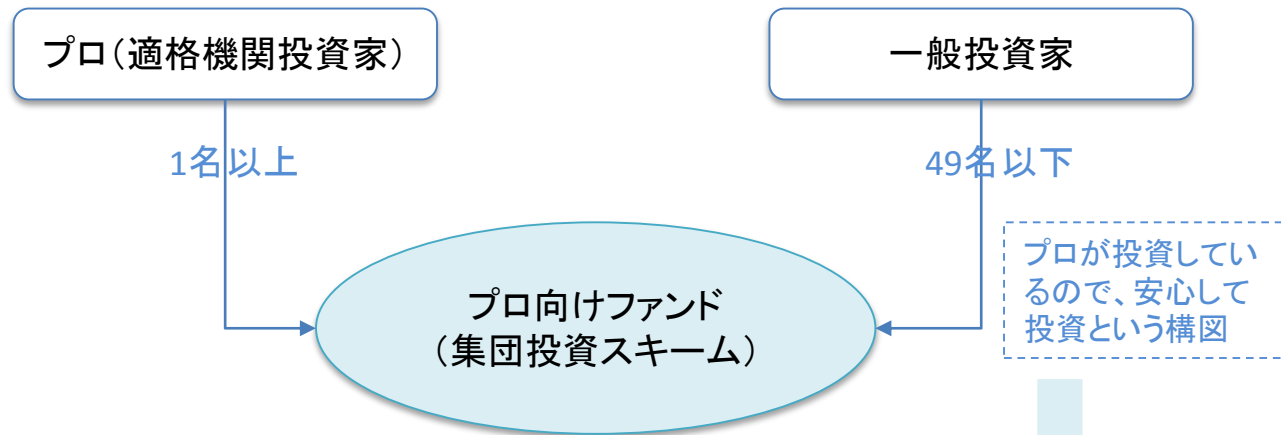 プロ（適格機関投資家）
一般投資家
1名以上
49名以下
プロが投資してい
るので、安心して
投資という構図
プロ向けファンド
（集団投資スキーム）